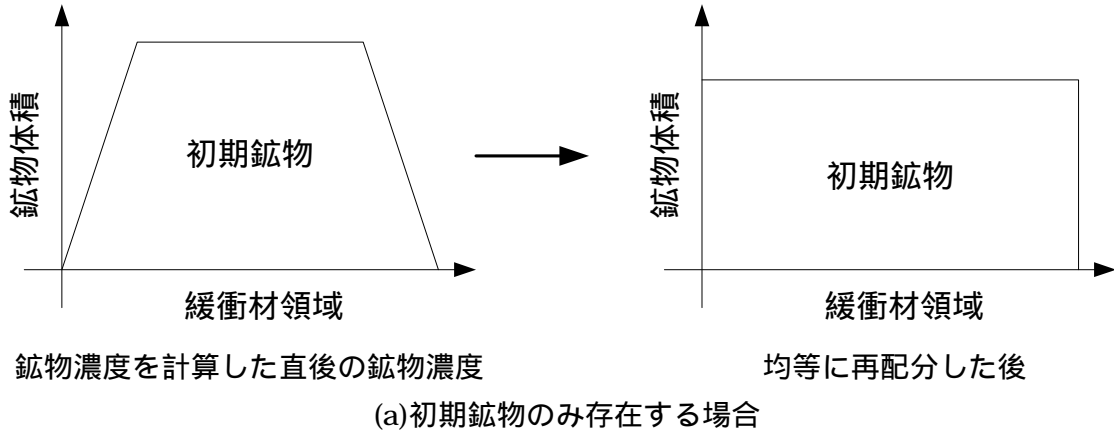 鉱物体積
初期鉱物
緩衝材領域
鉱物濃度を計算した直後の鉱物濃度
鉱物体積
初期鉱物
緩衝材領域
均等に再配分した後
(a)初期鉱物のみ存在する場合